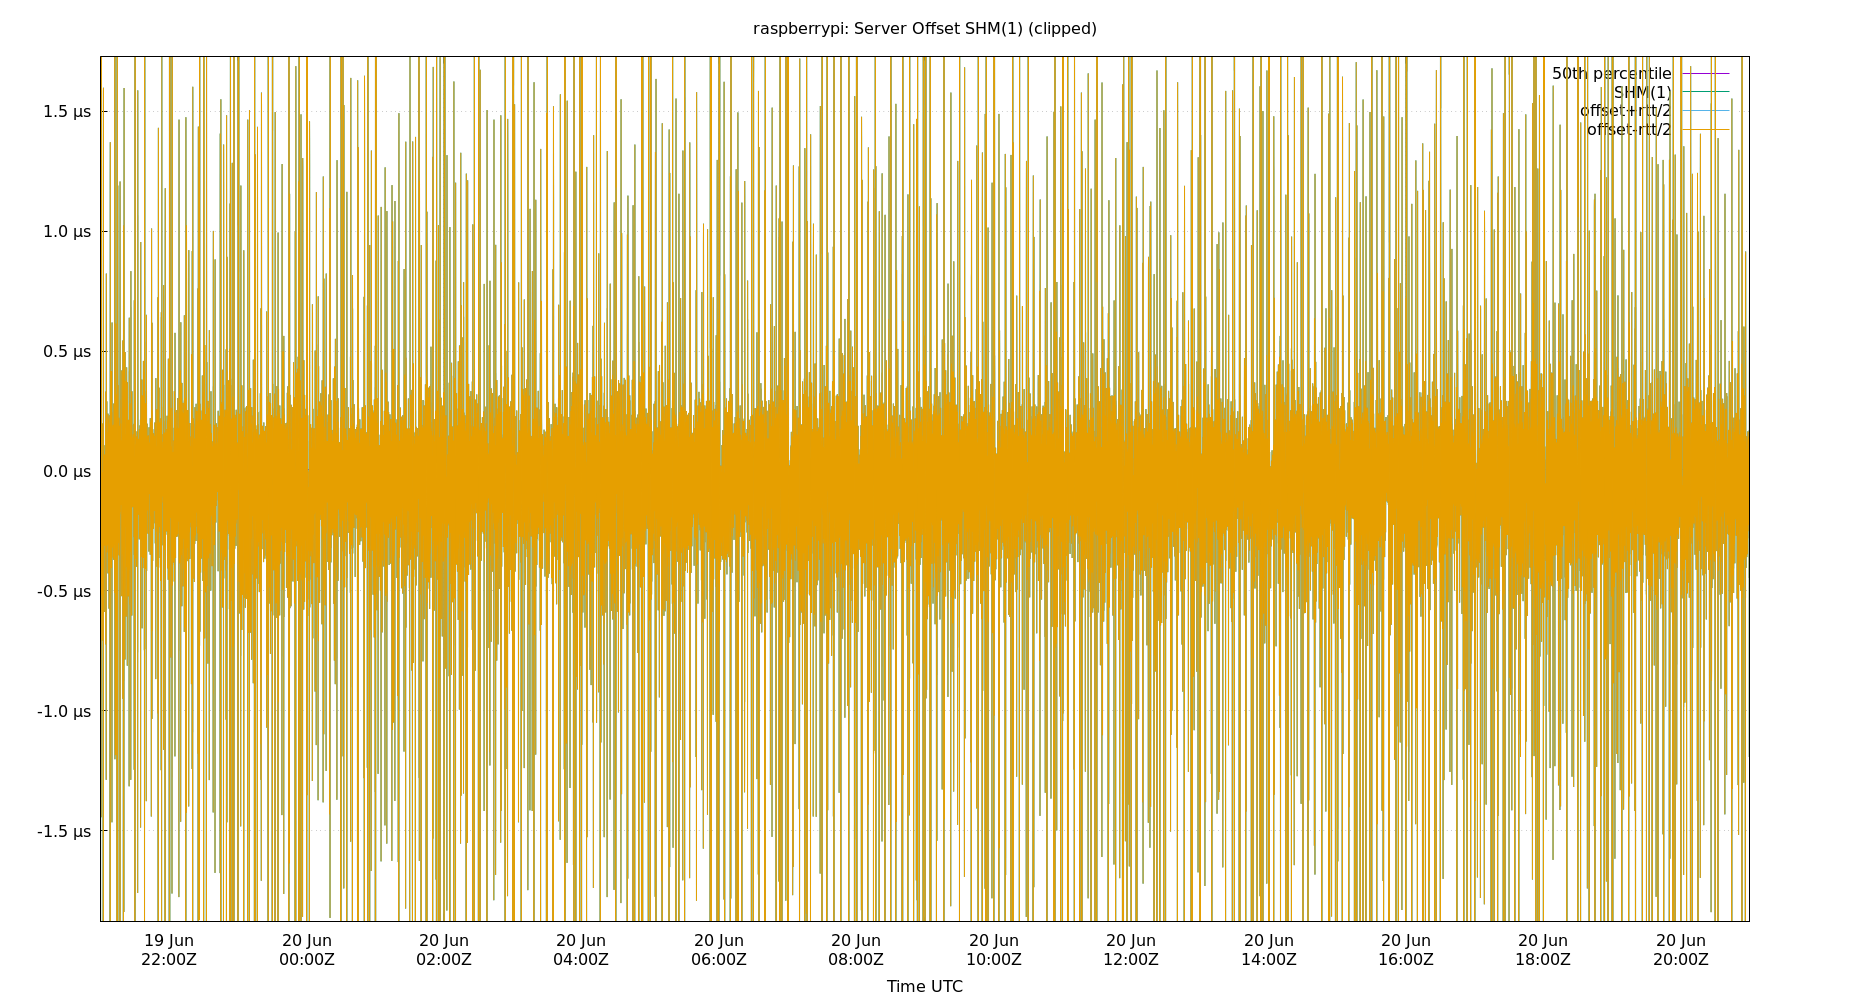 raspberrypi: Server Offset SHM(1) (clipped)
50th percentile
SHM(1)
offset+rtt/2
offset-rtt/2
1.5 µs
1.0 µs
0.5 µs
0.0 µs
-0.5 µs
-1.0 µs
-1.5 µs
19 Jun 20 Jun 20 Jun 20 Jun 20 Jun 20 Jun 20 Jun 20 Jun 20 Jun 20 Jun 20 Jun 20 Jun
22:00Z 00:00Z 02:00Z 04:00Z 06:00Z 08:00Z 10:00Z 12:00Z 14:00Z 16:00Z 18:00Z 20:00Z
Time UTC